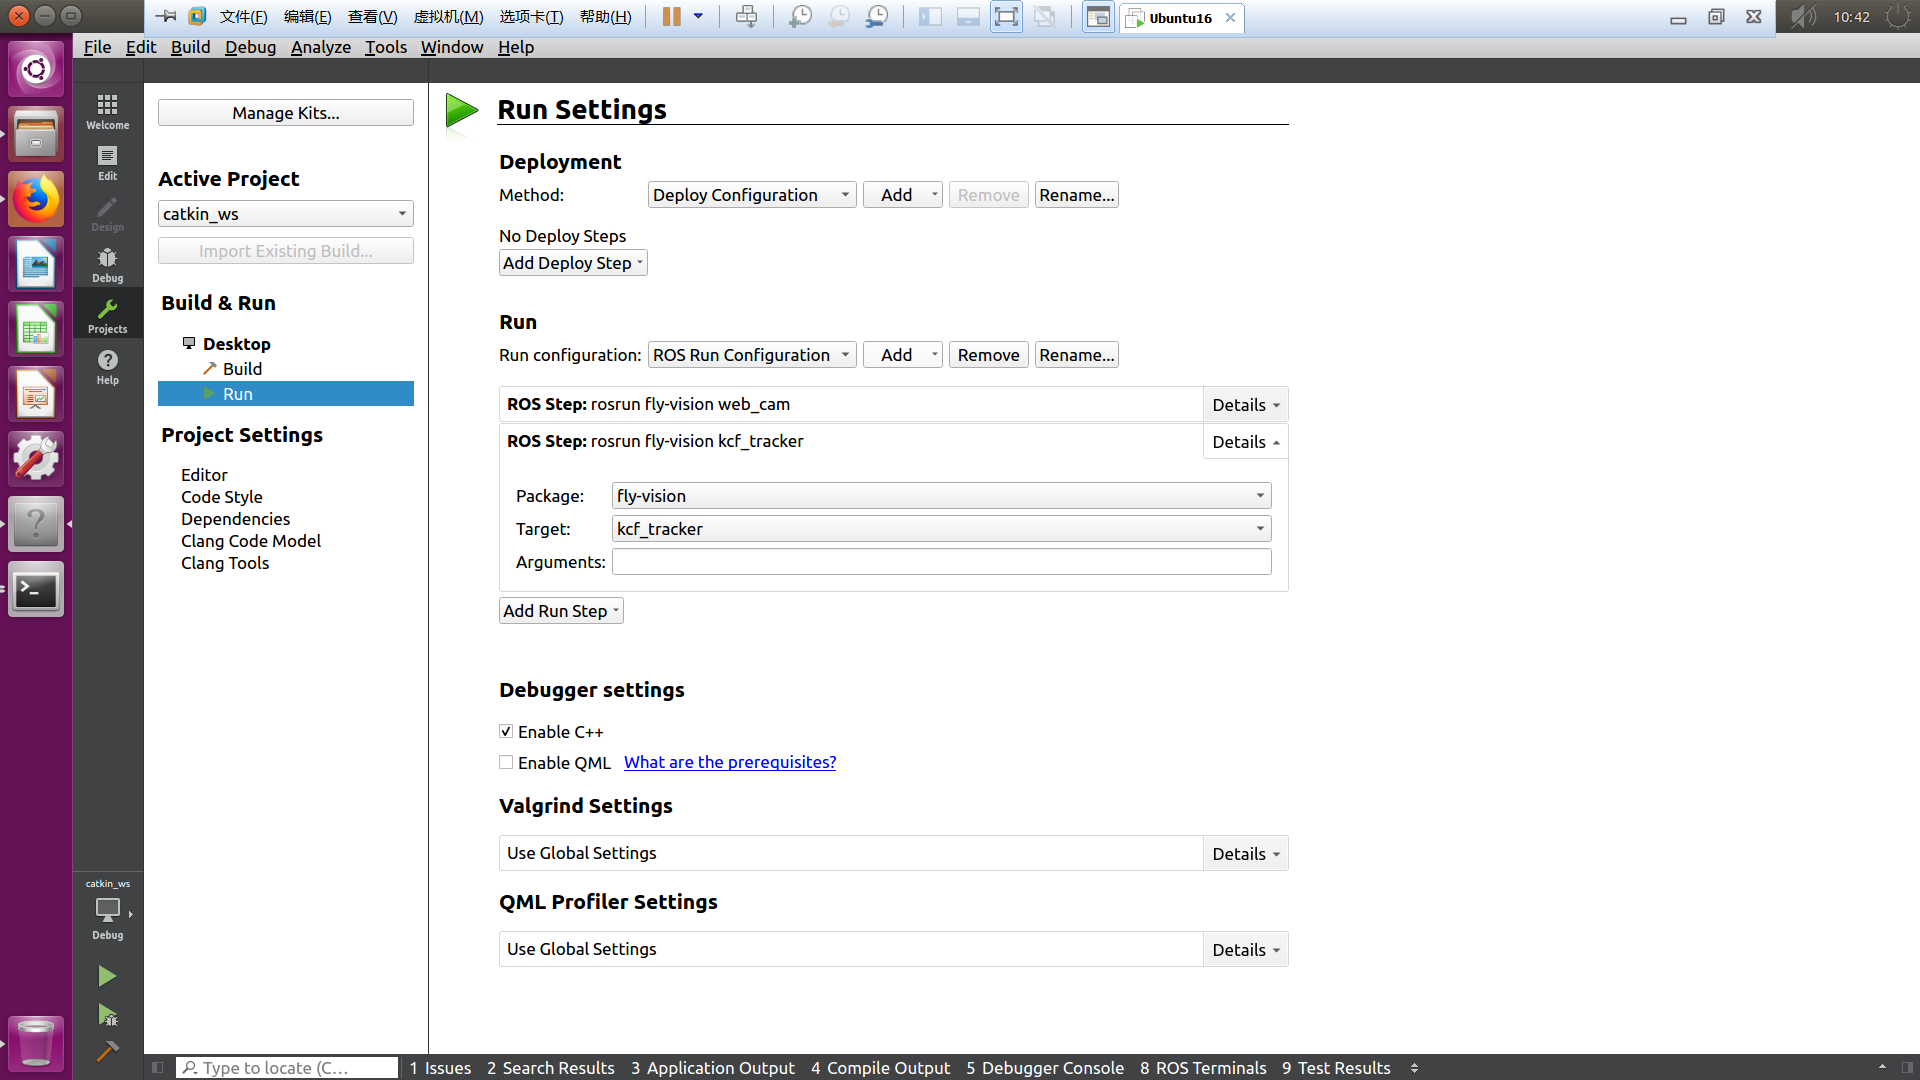 文件(F) 编辑(E) 查看(V) 虚拟机(M) 选项卡(T) 帮助(H) Ubuntu16 10:42
File Edit Build Debug Analyze Tools Window Help
Welcome
Edit
Design
Debug
Projects
Help
catkin_ws
Debug
Manage Kits...
Active Project
catkin_ws
Import Existing Build...
Build & Run
Desktop
Build
Run
Project Settings
Editor
Code Style
Dependencies
Clang Code Model
Clang Tools
Run Settings
Deployment
Method: Deploy Configuration Add Remove Rename...
No Deploy Steps
Add Deploy Step
Run
Run configuration: ROS Run Configuration Add Remove Rename...
ROS Step: rosrun fly-vision web_cam Details
ROS Step: rosrun fly-vision kcf_tracker Details
Package: fly-vision
Target: kcf_tracker
Arguments:
Add Run Step
Debugger settings
Enable C++
Enable QML What are the prerequisites?
Valgrind Settings
Use Global Settings Details
QML Profiler Settings
Use Global Settings Details
Type to locate (C... 1 Issues 2 Search Results 3 Application Output 4 Compile Output 5 Debugger Console 8 ROS Terminals 9 Test Results